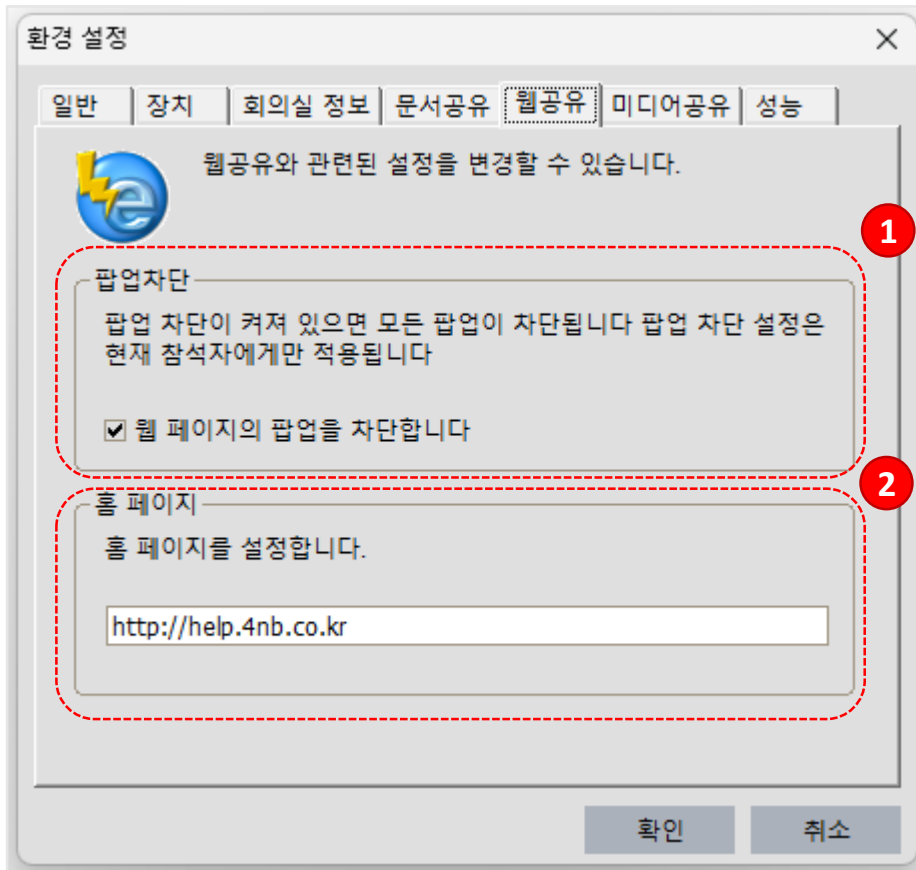 환경 설정
일반 장치 회의실 정보 문서공유 웹공유 미디어공유 성능
웹공유와 관련된 설정을 변경할 수 있습니다.
1
팝업차단
팝업 차단이 켜져 있으면 모든 팝업이 차단됩니다 팝업 차단 설정은
현재 참석자에게만 적용됩니다
웹 페이지의 팝업을 차단합니다
2
홈 페이지
홈 페이지를 설정합니다.
http://help.4nb.co.kr
확인 취소